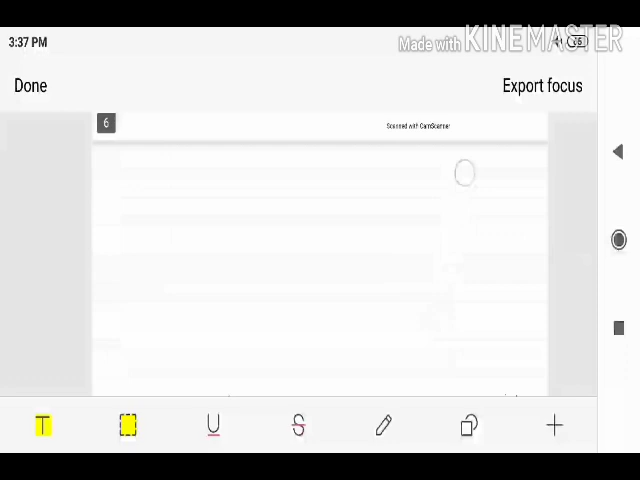 3:37 PM
Made with KINEMASTER
Done
Export focus
6
Scanned with CamScanner
T
U
S